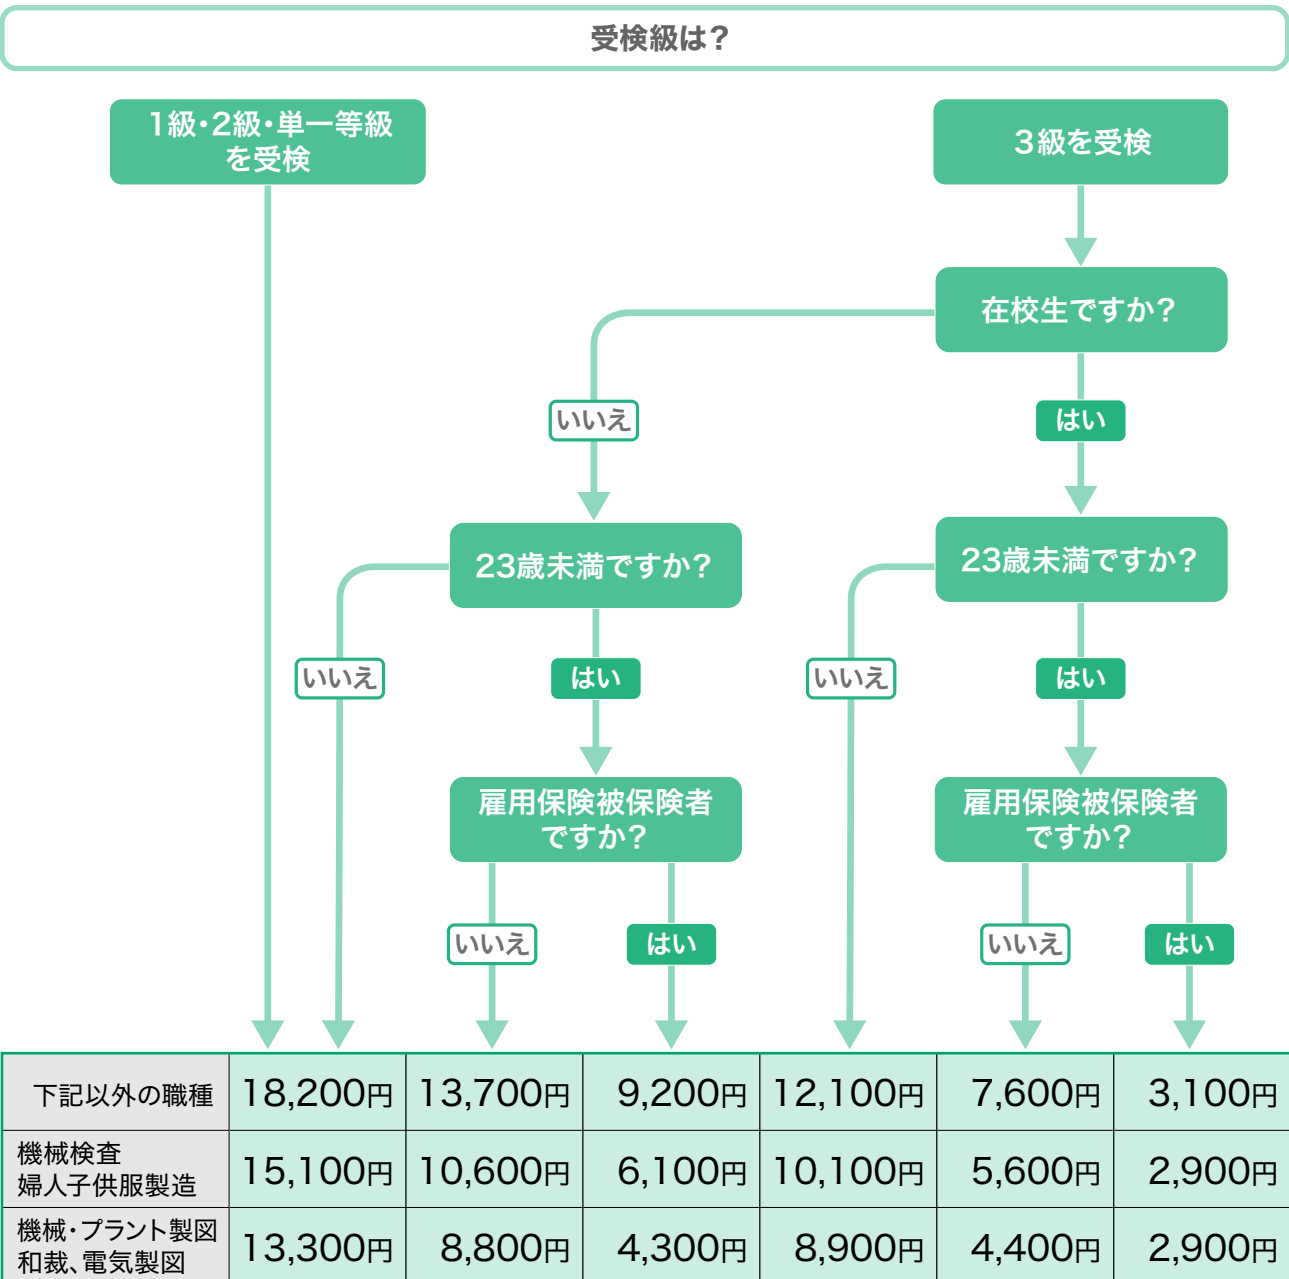 受検級は？
1級・2級・単一等級
を受検
3級を受検
在校生ですか？
いいえ
はい
23歳未満ですか？
23歳未満ですか？
いいえ
はい
いいえ
はい
雇用保険被保険者
ですか？
雇用保険被保険者
ですか？
いいえ
はい
いいえ
はい
下記以外の職種 18,200円 13,700円 9,200円 12,100円 7,600円 3,100円
機械検査
婦人子供服製造 15,100円 10,600円 6,100円 10,100円 5,600円 2,900円
機械・プラント製図
和裁、電気製図 13,300円 8,800円 4,300円 8,900円 4,400円 2,900円